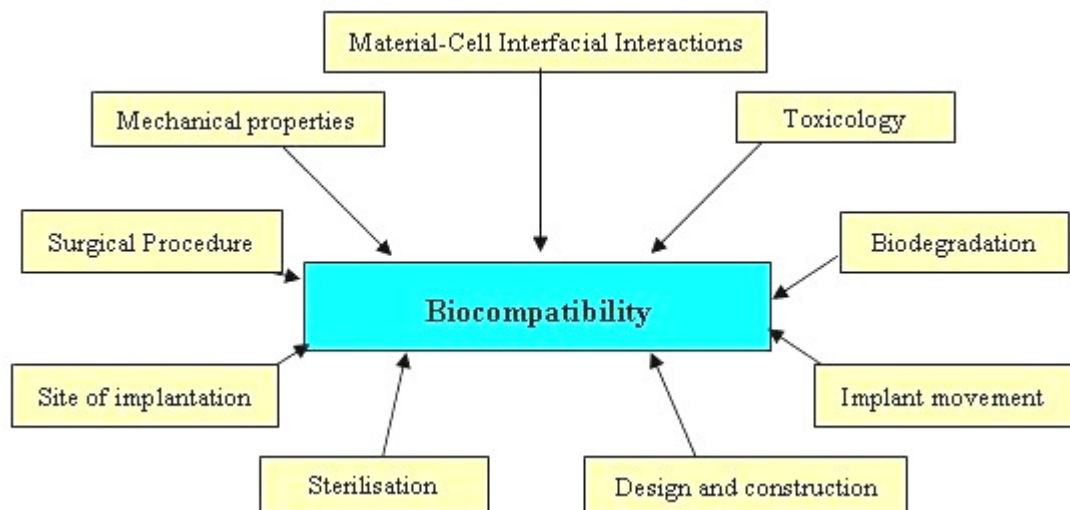 Material-Cell Interfacial Interactions
Mechanical properties
Toxicology
Surgical Procedure
Biodegradation
Biocompatibility
Site of implantation
Implant movement
Sterilisation
Design and construction